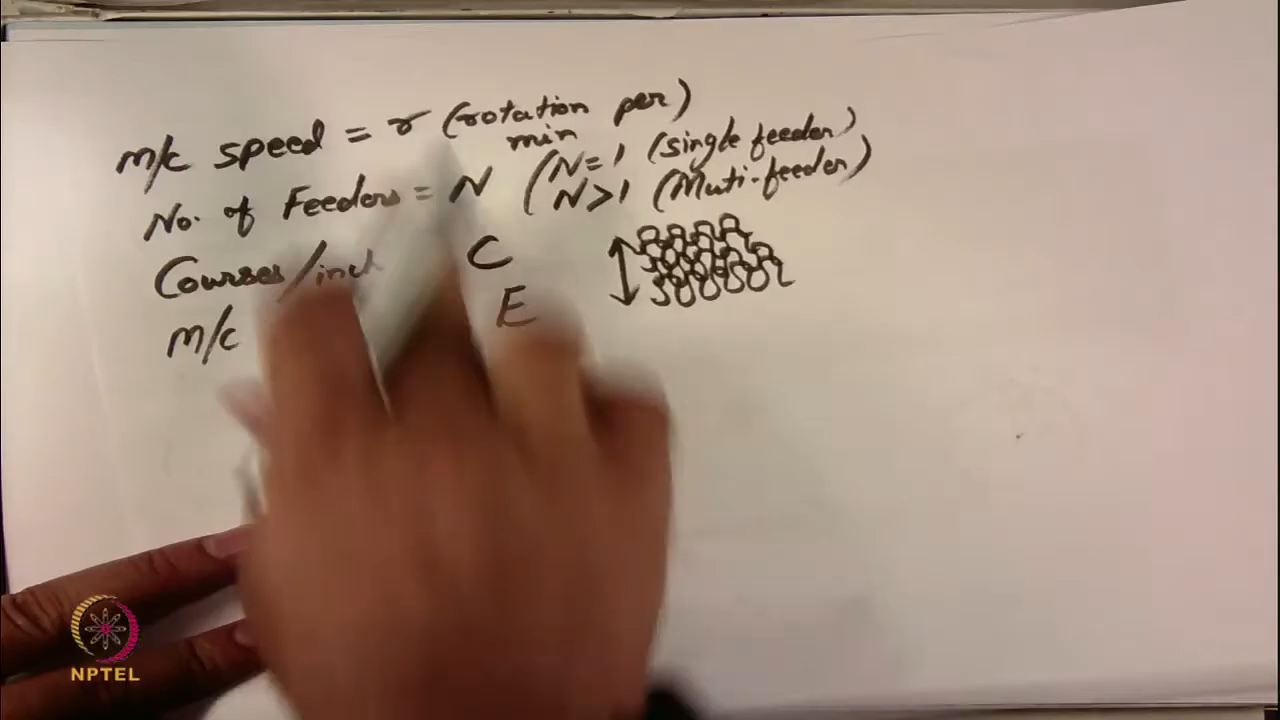 m/c speed = r (rotation per min)
No. of Feeders = N (N=1 (single feeder)
N>1 (Muti-feeder)
Courses/inch C
m/c E
NPTEL